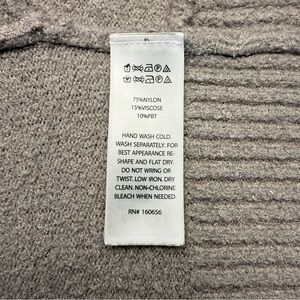 75%NYLON
15%VISCOSE
10%PBT
HAND WASH COLD.
WASH SEPARATELY. FOR
BEST APPEARANCE RE-
SHAPE AND FLAT DRY.
DO NOT WRING OR
TWIST. LOW IRON. DRY
CLEAN. NON-CHLORINE
BLEACH WHEN NEEDED.
RN# 160656